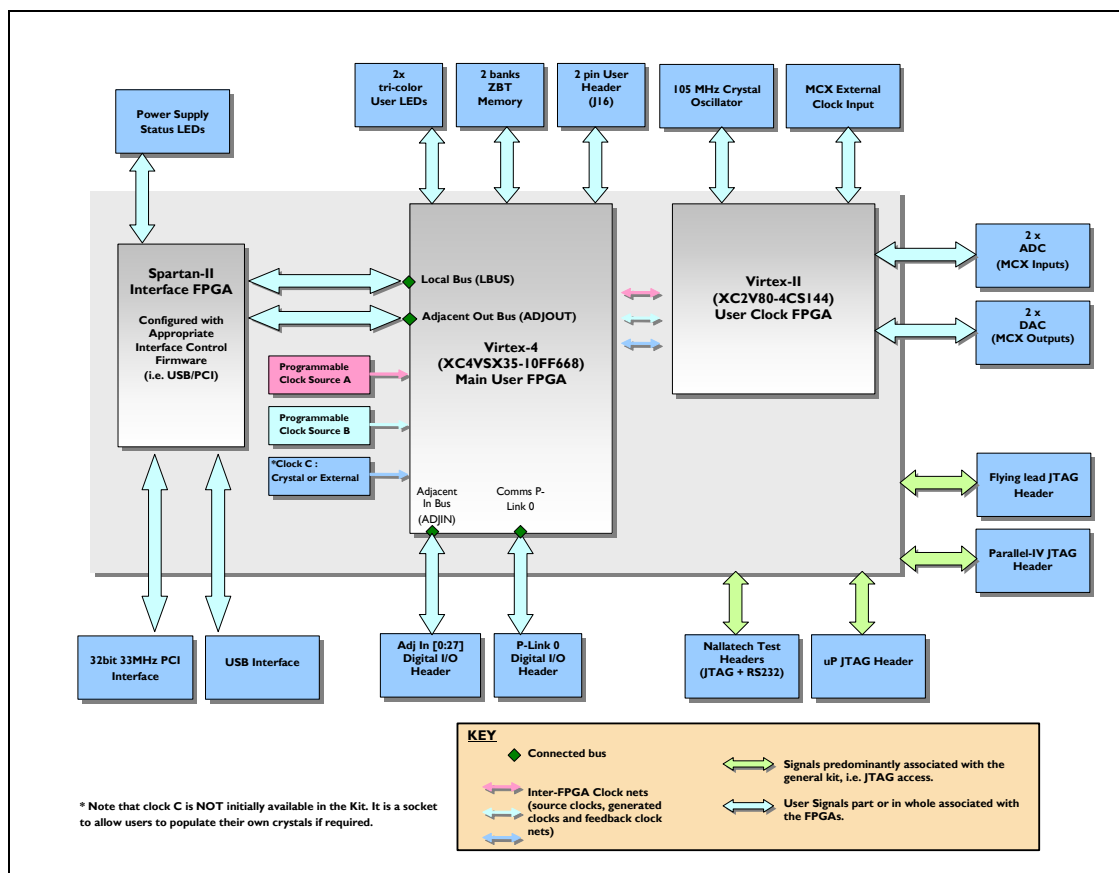 2x
tri-color
User LEDs
2 banks
ZBT
Memory
2 pin User
Header
(J16)
105 MHz Crystal
Oscillator
MCX External
Clock Input
Power Supply
Status LEDs
Spartan-II
Interface FPGA
Configured with
Appropriate
Interface Control
Firmware
(i.e. USB/PCI)
Local Bus (LBUS)
Adjacent Out Bus (ADJOUT)
Virtex-4
(XC4VSX35-10FF668)
Main User FPGA
Virtex-II
(XC2V80-4CS144)
User Clock FPGA
2 x
ADC
(MCX Inputs)
2 x
DAC
(MCX Outputs)
Programmable
Clock Source A
Programmable
Clock Source B
*Clock C :
Crystal or External
Adjacent
In Bus
(ADJIN)
Comms P-
Link 0
Flying lead JTAG
Header
Parallel-IV JTAG
Header
32bit 33MHz PCI
Interface
USB Interface
Adj In [0:27]
Digital I/O
Header
P-Link 0
Digital I/O
Header
Nallatech Test
Headers
(JTAG + RS232)
uP JTAG Header
KEY
Connected bus
Inter-FPGA Clock nets
(source clocks, generated
clocks and feedback clock
nets)
Signals predominantly associated with the
general kit, i.e. JTAG access.
User Signals part or in whole associated with
the FPGAs.
* Note that clock C is NOT initially available in the Kit. It is a socket
to allow users to populate their own crystals if required.